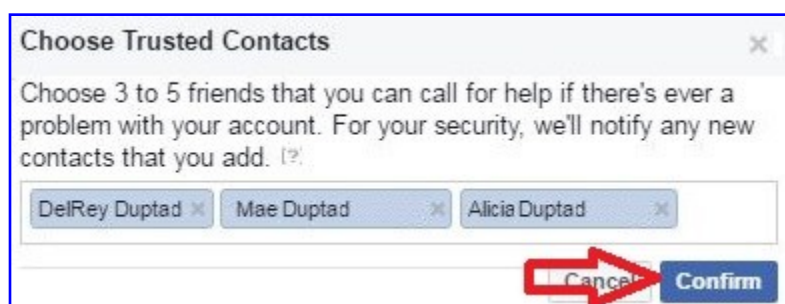 Choose Trusted Contacts
Choose 3 to 5 friends that you can call for help if there's ever a
problem with your account. For your security, we'll notify any new
contacts that you add. [?]
DelRey Duptad Mae Duptad Alicia Duptad
Cancel Confirm